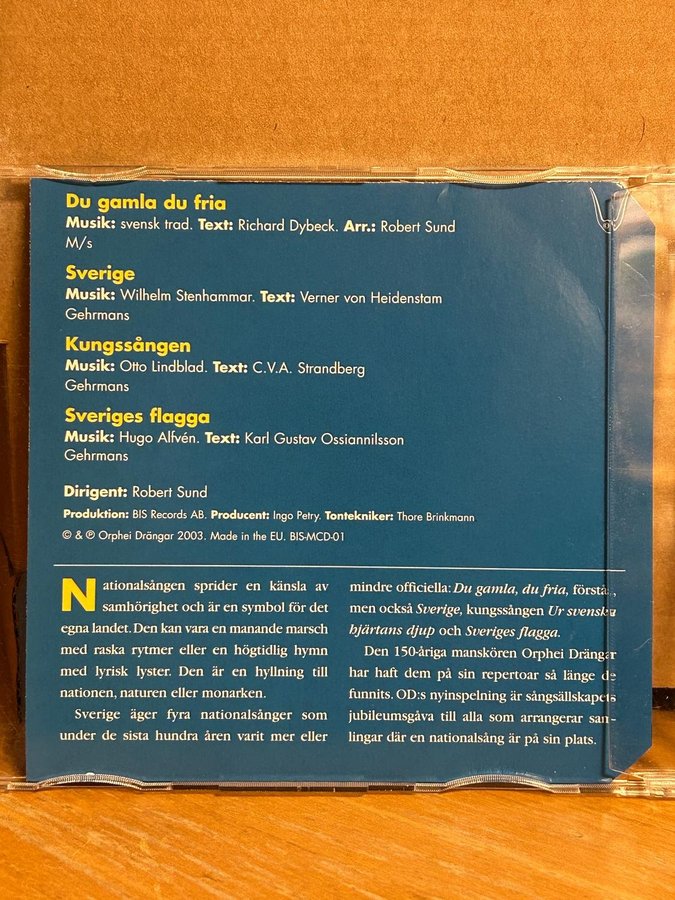 Du gamla du fria
Musik: svensk trad. Text: Richard Dybeck. Arr.: Robert Sund
M/s
Sverige
Musik: Wilhelm Stenhammar. Text: Verner von Heidenstam
Gehrmans
Kungssången
Musik: Otto Lindblad. Text: C.V.A. Strandberg
Gehrmans
Sveriges flagga
Musik: Hugo Alfvén. Text: Karl Gustav Ossiannilsson
Gehrmans
Dirigent: Robert Sund
Produktion: BIS Records AB. Producent: Ingo Petry. Tontekniker: Thore Brinkmann
© & ℗ Orphei Drängar 2003. Made in the EU. BIS-MCD-01
Nationalsången sprider en känsla av
samhörighet och är en symbol för det
egna landet. Den kan vara en manande marsch
med raska rytmer eller en högtidlig hymn
med lyrisk lyster. Den är en hyllning till
nationen, naturen eller monarken.
Sverige äger fyra nationalsånger som
under de sista hundra åren varit mer eller
mindre officiella: Du gamla, du fria, förstås,
men också Sverige, kungssången Ur svenska
hjärtans djup och Sveriges flagga.
Den 150-åriga manskören Orphei Drängar
har haft dem på sin repertoar så länge de
funnits. OD:s nyinspelning är sångsällskapets
jubileumsgåva till alla som arrangerar sam-
lingar där en nationalsång är på sin plats.